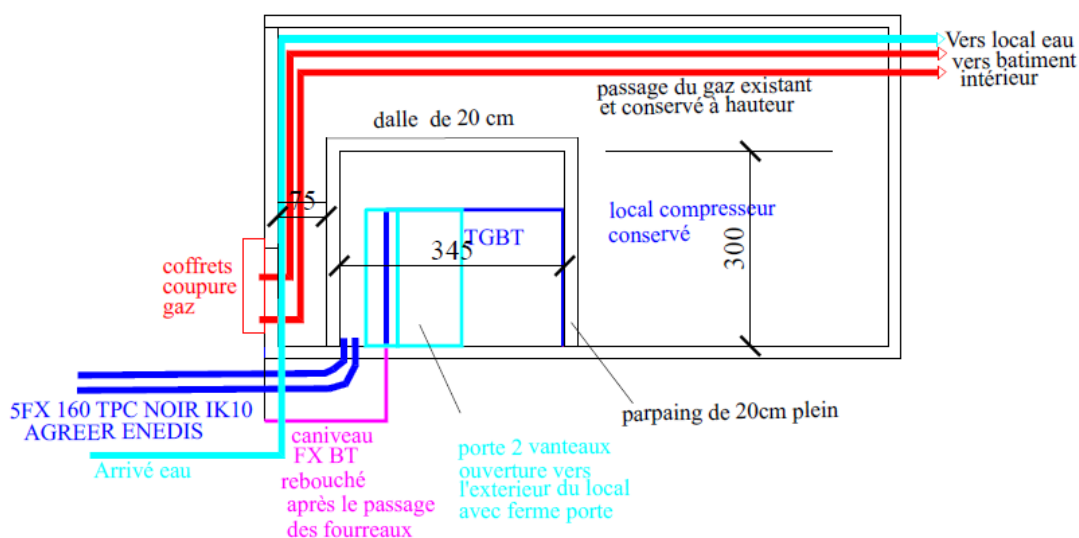 Vers local eau
vers batiment
intérieur
passage du gaz existant
et conservé à hauteur
dalle de 20 cm
75
local compresseur
conservé
TGBT
345
300
coffrets
coupure
gaz
5FX 160 TPC NOIR IK10
AGREER ENEDIS
Arrivé eau
caniveau
FX BT
rebouché
après le passage
des fourreaux
porte 2 vanteaux
ouverture vers
l'exterieur du local
avec ferme porte
parpaing de 20cm plein